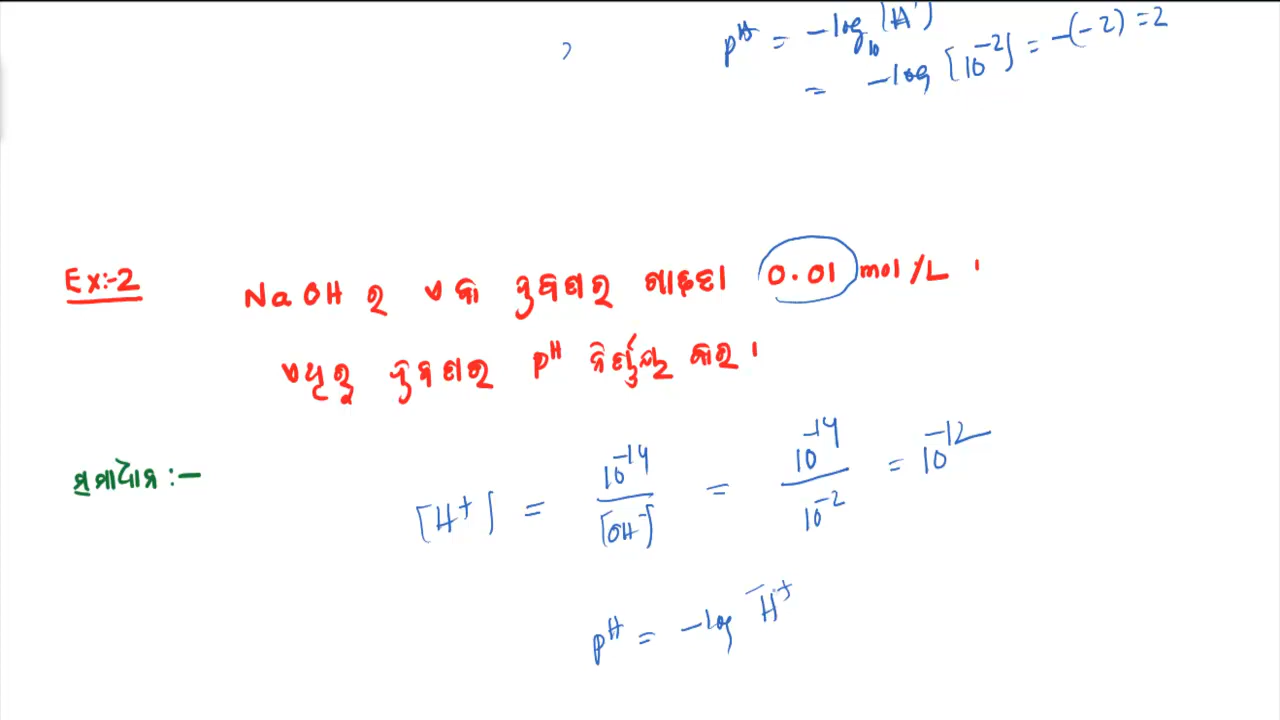 pᴴ = -log₁₀ [H⁺]
= -log [10⁻²] = -(-2) = 2
Ex:-2
NaOH ର ଏକ ଦ୍ରବଣର ଗାଢ଼ତା 0.01 mol/L ।
ଏଥିରୁ ଦ୍ରବଣର pᴴ ନିର୍ଣ୍ଣୟ କର ।
ସମାଧାନ :-
[H⁺] = 10⁻¹⁴ / [OH⁻] = 10⁻¹⁴ / 10⁻² = 10⁻¹²
pᴴ = -log H⁺